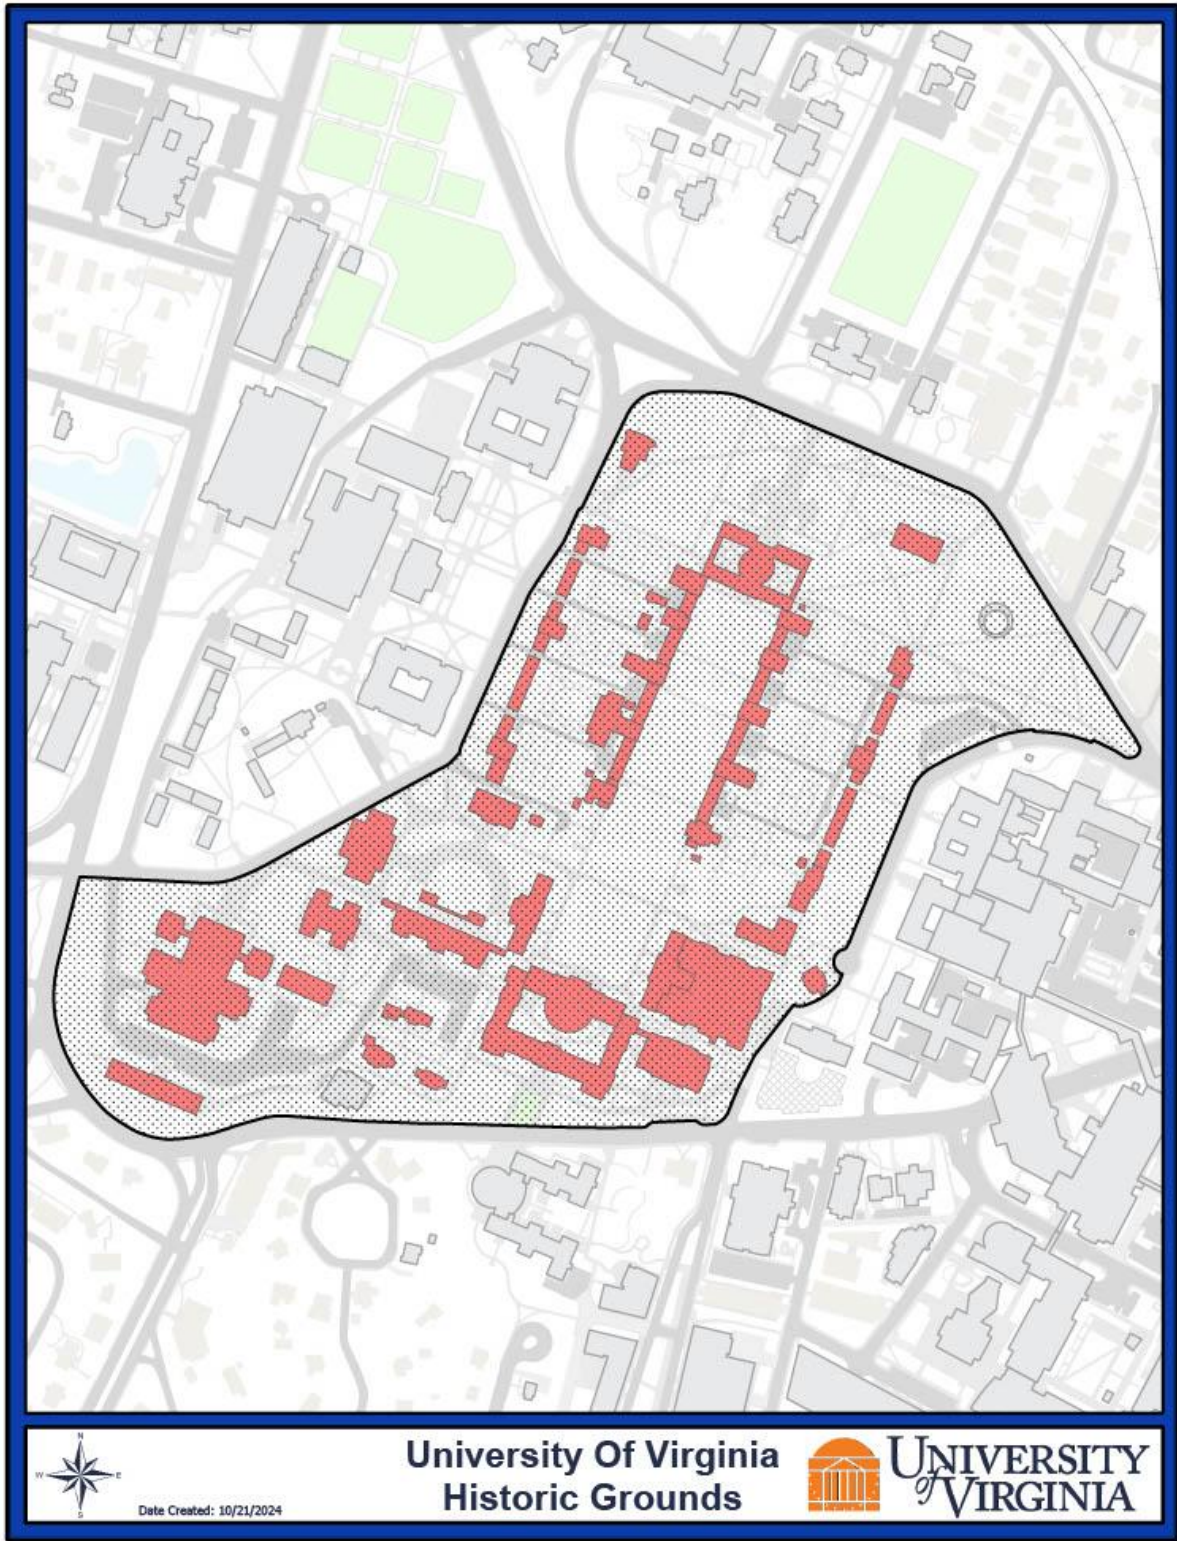 N
W E
S
Date Created: 10/21/2024
University Of Virginia
Historic Grounds
UNIVERSITY
of VIRGINIA